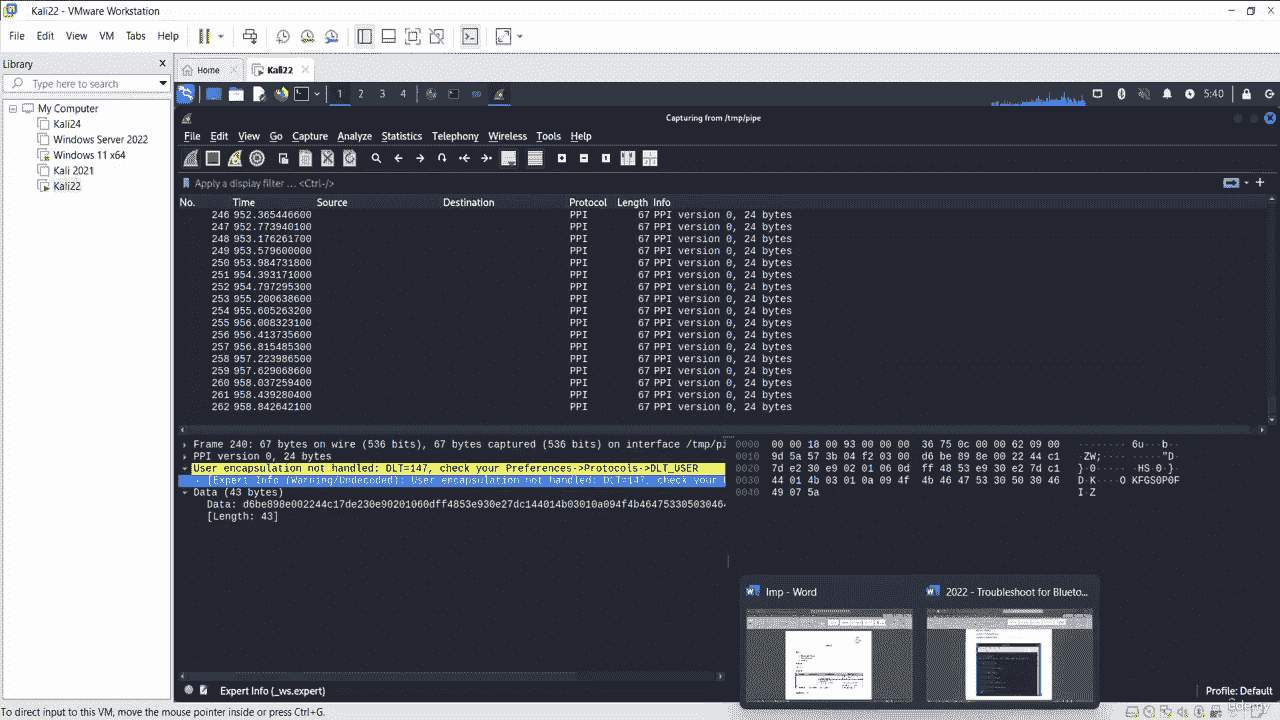 Kali22 - VMware Workstation
File Edit View VM Tabs Help
Library
Home Kali22
Type here to search
My Computer
Kali24
Windows Server 2022
Windows 11 x64
Kali 2021
Kali22
1 2 3 4 5:40
Capturing from /tmp/pipe
File Edit View Go Capture Analyze Statistics Telephony Wireless Tools Help
Apply a display filter ... <Ctrl-/>
No. Time Source Destination Protocol Length Info
246 952.365446600 PPI 67 PPI version 0, 24 bytes
247 952.773940100 PPI 67 PPI version 0, 24 bytes
248 953.176261700 PPI 67 PPI version 0, 24 bytes
249 953.579600000 PPI 67 PPI version 0, 24 bytes
250 953.984731800 PPI 67 PPI version 0, 24 bytes
251 954.393171000 PPI 67 PPI version 0, 24 bytes
252 954.797295300 PPI 67 PPI version 0, 24 bytes
253 955.200638600 PPI 67 PPI version 0, 24 bytes
254 955.605263200 PPI 67 PPI version 0, 24 bytes
255 956.008323100 PPI 67 PPI version 0, 24 bytes
256 956.413735600 PPI 67 PPI version 0, 24 bytes
257 956.815485300 PPI 67 PPI version 0, 24 bytes
258 957.223986500 PPI 67 PPI version 0, 24 bytes
259 957.629068600 PPI 67 PPI version 0, 24 bytes
260 958.037259400 PPI 67 PPI version 0, 24 bytes
261 958.439280400 PPI 67 PPI version 0, 24 bytes
262 958.842642100 PPI 67 PPI version 0, 24 bytes
Frame 240: 67 bytes on wire (536 bits), 67 bytes captured (536 bits) on interface /tmp/pi
PPI version 0, 24 bytes
User encapsulation not handled: DLT=147, check your Preferences->Protocols->DLT_USER
[Expert Info (Warning/Undecoded): User encapsulation not handled: DLT=147, check your
Data (43 bytes)
Data: d6be898e002244c17de230e90201060dff4853e930e27dc144014b03010a094f4b46475330503046
[Length: 43]
0000 00 00 18 00 93 00 00 00 36 75 0c 00 00 62 09 00 ········ 6u···b··
0010 9d 5a 57 3b 04 f2 03 00 d6 be 89 8e 00 22 44 c1 ·ZW;···· ·····"D·
0020 7d e2 30 e9 02 01 06 0d ff 48 53 e9 30 e2 7d c1 }·0····· ·HS·0·}·
0030 44 01 4b 03 01 0a 09 4f 4b 46 47 53 30 50 30 46 D·K····O KFGS0P0F
0040 49 07 5a I·Z
Imp - Word
2022 - Troubleshoot for Blueto...
Expert Info (_ws.expert)
Profile: Default
To direct input to this VM, move the mouse pointer inside or press Ctrl+G.
udemy